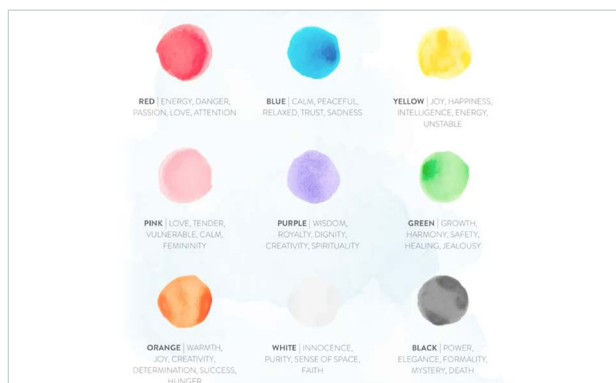 RED | ENERGY, DANGER,
PASSION, LOVE, ATTENTION
BLUE | CALM, PEACEFUL,
RELAXED, TRUST, SADNESS
YELLOW | JOY, HAPPINESS,
INTELLIGENCE, ENERGY,
UNSTABLE
PINK | LOVE, TENDER,
VULNERABLE, CALM,
FEMININITY
PURPLE | WISDOM,
ROYALTY, DIGNITY,
CREATIVITY, SPIRITUALITY
GREEN | GROWTH,
HARMONY, SAFETY,
HEALING, JEALOUSY
ORANGE | WARMTH,
JOY, CREATIVITY,
DETERMINATION, SUCCESS,
HUNGER
WHITE | INNOCENCE,
PURITY, SENSE OF SPACE,
FAITH
BLACK | POWER,
ELEGANCE, FORMALITY,
MYSTERY, DEATH